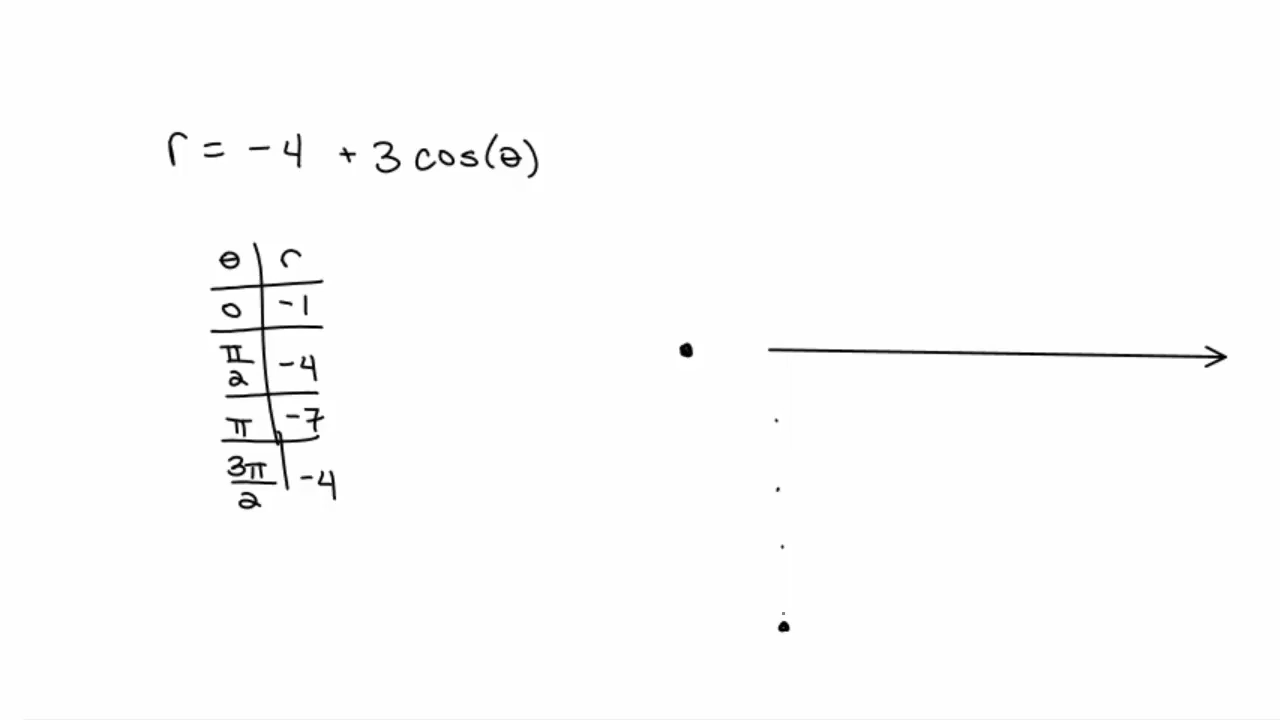 r = -4 + 3 cos(θ)
θ r
0 -1
π/2 -4
π -7
3π/2 -4